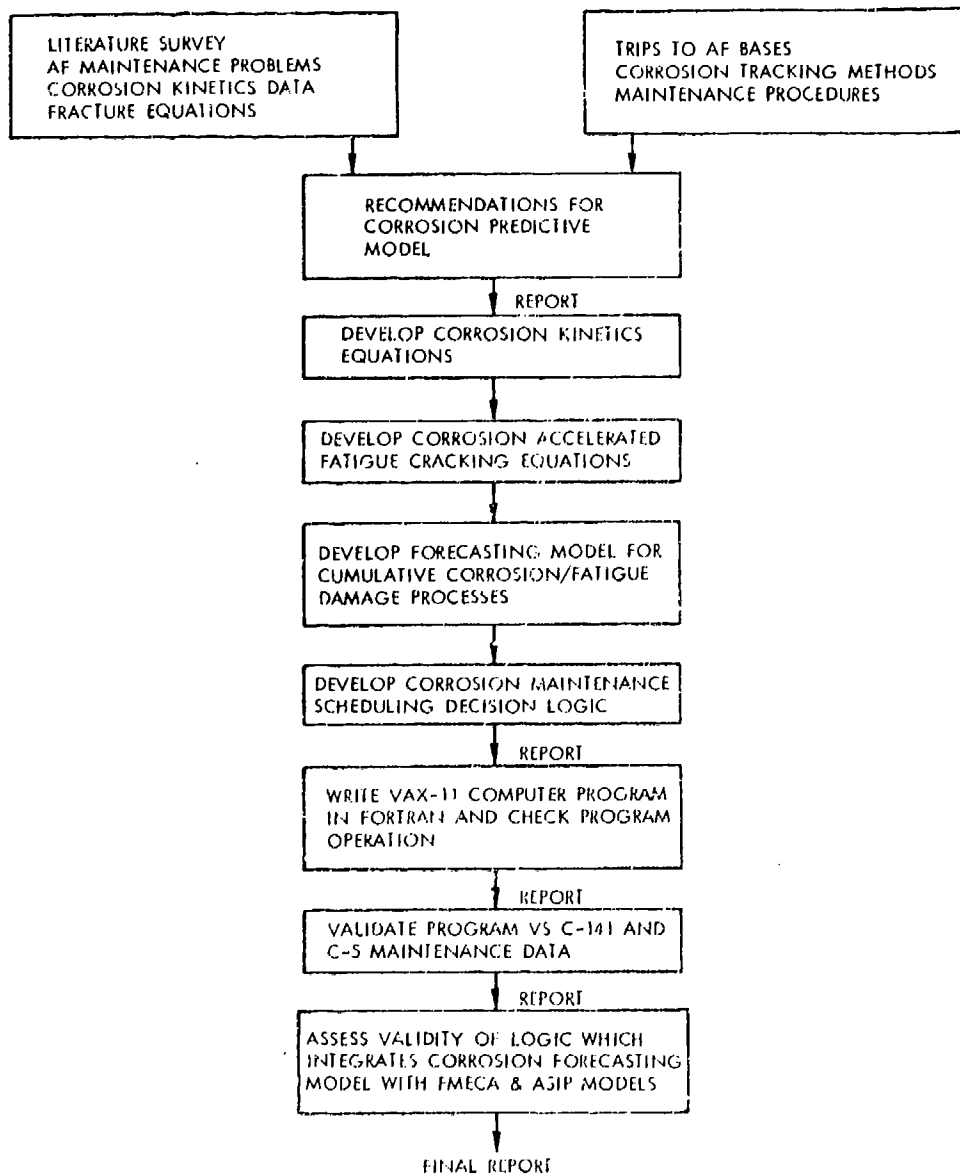 LITERATURE SURVEY
AF MAINTENANCE PROBLEMS
CORROSION KINETICS DATA
FRACTURE EQUATIONS
TRIPS TO AF BASES
CORROSION TRACKING METHODS
MAINTENANCE PROCEDURES
RECOMMENDATIONS FOR
CORROSION PREDICTIVE
MODEL
REPORT
DEVELOP CORROSION KINETICS
EQUATIONS
DEVELOP CORROSION ACCELERATED
FATIGUE CRACKING EQUATIONS
DEVELOP FORECASTING MODEL FOR
CUMULATIVE CORROSION/FATIGUE
DAMAGE PROCESSES
DEVELOP CORROSION MAINTENANCE
SCHEDULING DECISION LOGIC
REPORT
WRITE VAX-11 COMPUTER PROGRAM
IN FORTRAN AND CHECK PROGRAM
OPERATION
REPORT
VALIDATE PROGRAM VS C-141 AND
C-5 MAINTENANCE DATA
REPORT
ASSESS VALIDITY OF LOGIC WHICH
INTEGRATES CORROSION FORECASTING
MODEL WITH FMECA & ASIP MODELS
FINAL REPORT